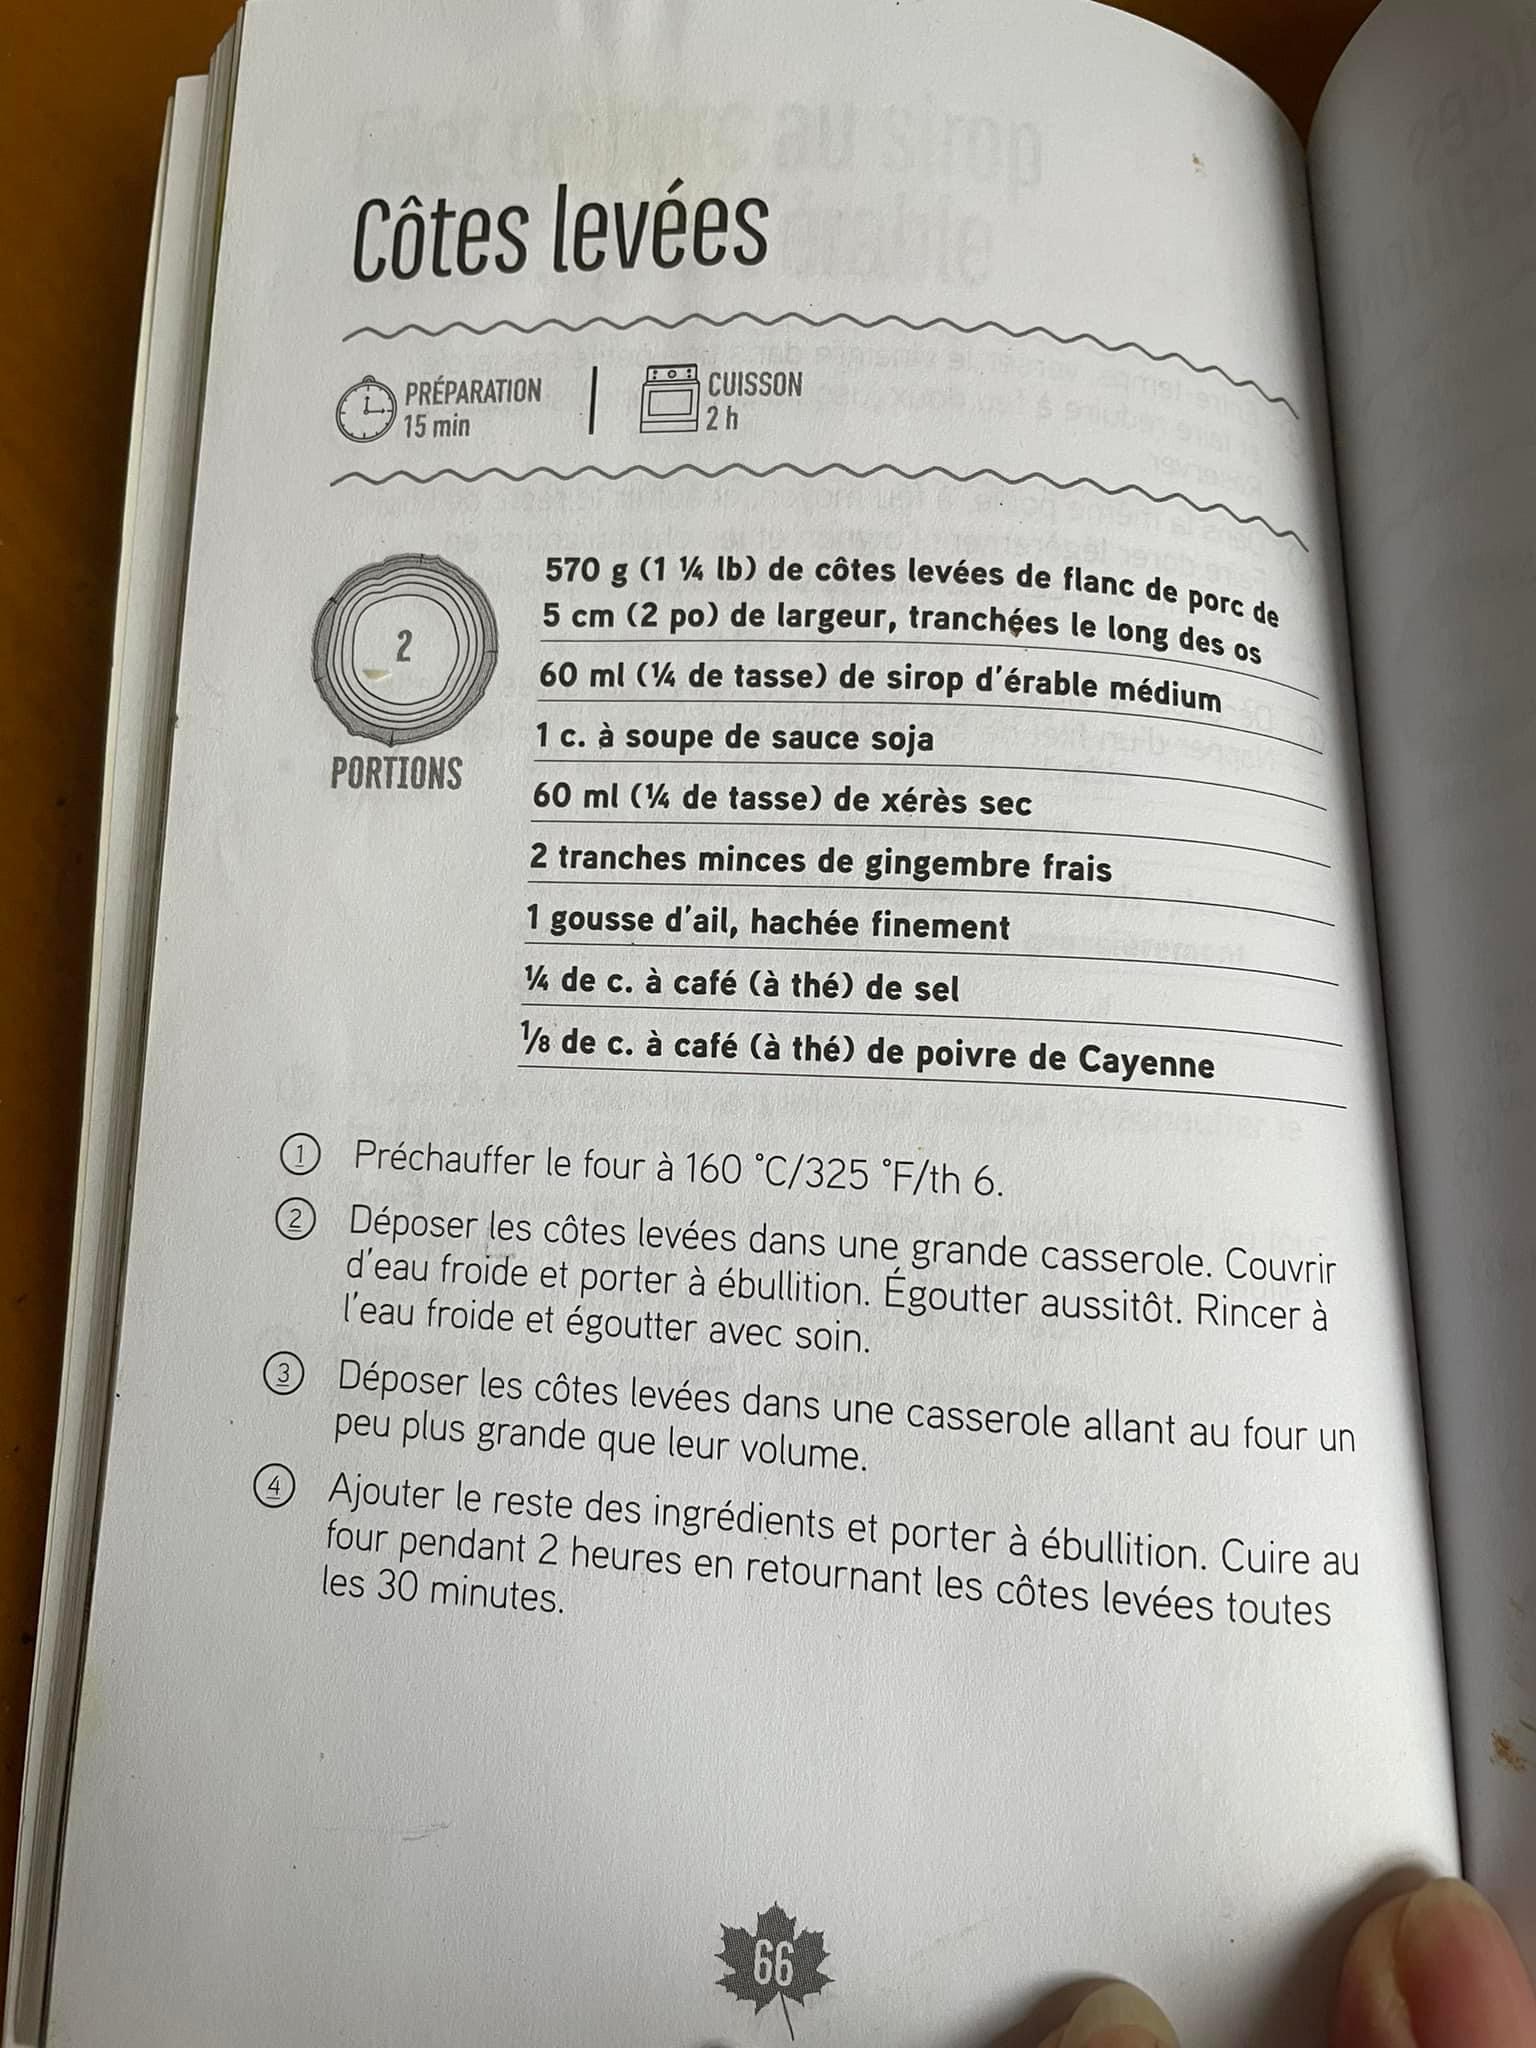 Côtes levées
PRÉPARATION
15 min
CUISSON
2 h
2
PORTIONS
570 g (1 ¼ lb) de côtes levées de flanc de porc de
5 cm (2 po) de largeur, tranchées le long des os
60 ml (¼ de tasse) de sirop d'érable médium
1 c. à soupe de sauce soja
60 ml (¼ de tasse) de xérès sec
2 tranches minces de gingembre frais
1 gousse d'ail, hachée finement
¼ de c. à café (à thé) de sel
⅛ de c. à café (à thé) de poivre de Cayenne
1 Préchauffer le four à 160 °C/325 °F/th 6.
2 Déposer les côtes levées dans une grande casserole. Couvrir
d'eau froide et porter à ébullition. Égoutter aussitôt. Rincer à
l'eau froide et égoutter avec soin.
3 Déposer les côtes levées dans une casserole allant au four un
peu plus grande que leur volume.
4 Ajouter le reste des ingrédients et porter à ébullition. Cuire au
four pendant 2 heures en retournant les côtes levées toutes
les 30 minutes.
66